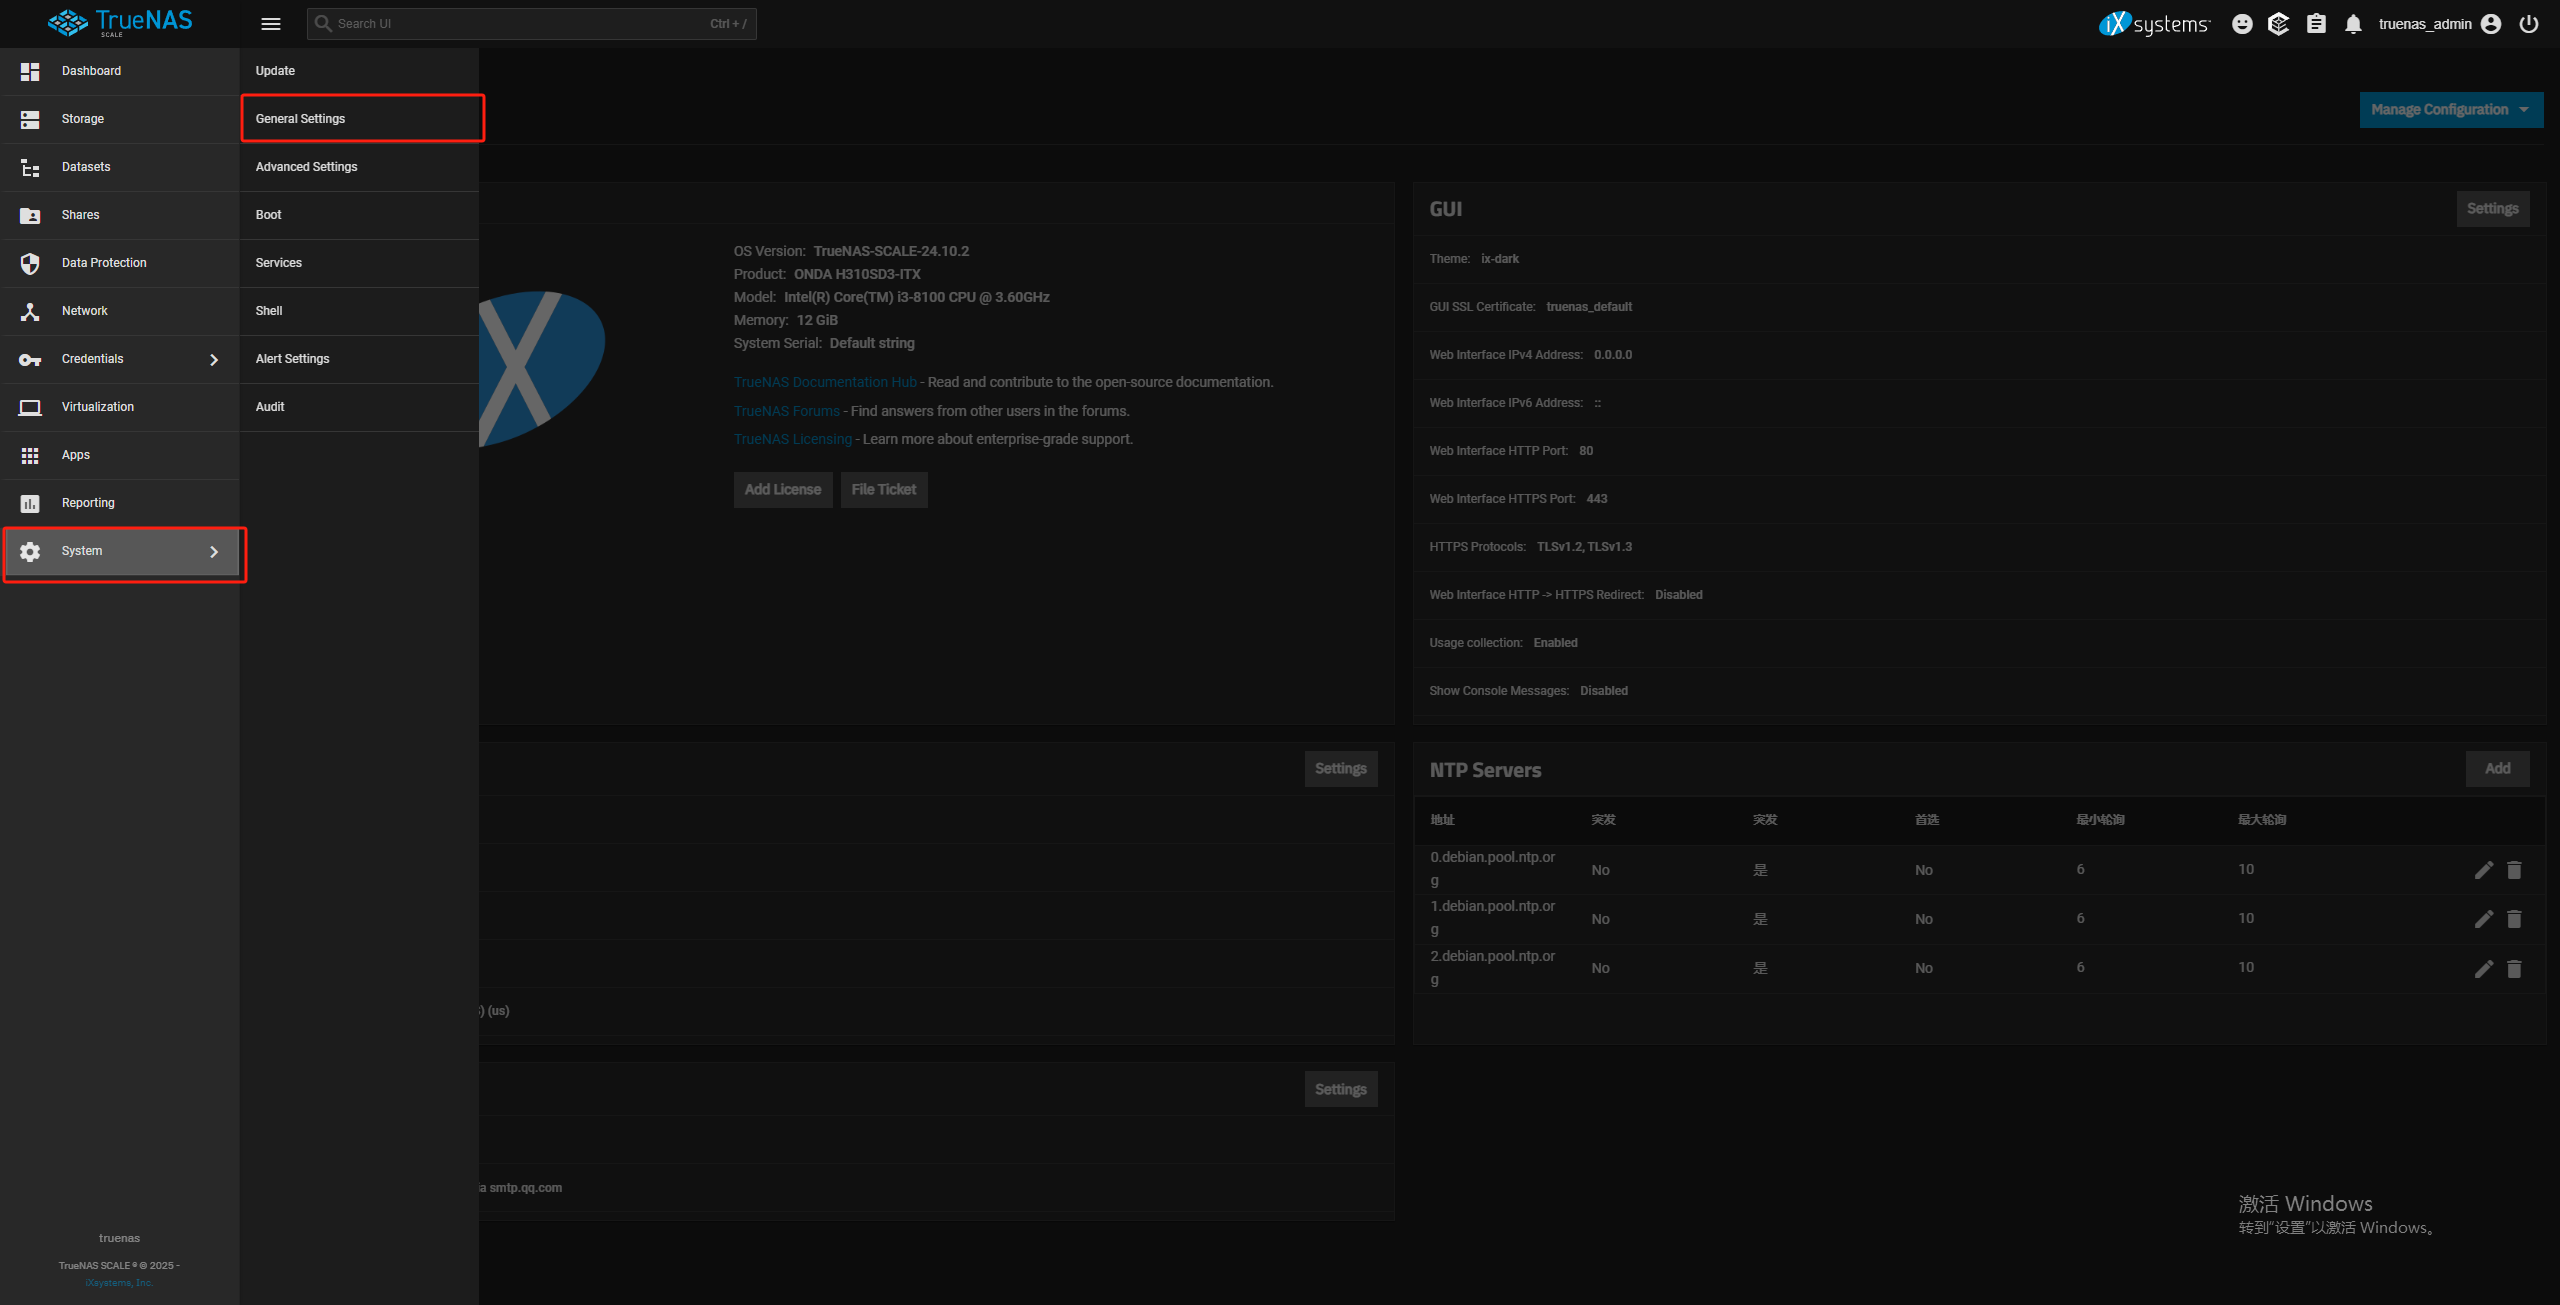 TrueNAS
SCALE
Search UI
Ctrl + /
iXsystems
truenas_admin
Dashboard
Storage
Datasets
Shares
Data Protection
Network
Credentials
Virtualization
Apps
Reporting
System
truenas
TrueNAS SCALE ® © 2025 -
iXsystems, Inc.
Update
General Settings
Advanced Settings
Boot
Services
Shell
Alert Settings
Audit
Manage Configuration
OS Version: TrueNAS-SCALE-24.10.2
Product: ONDA H310SD3-ITX
Model: Intel(R) Core(TM) i3-8100 CPU @ 3.60GHz
Memory: 12 GiB
System Serial: Default string
TrueNAS Documentation Hub - Read and contribute to the open-source documentation.
TrueNAS Forums - Find answers from other users in the forums.
TrueNAS Licensing - Learn more about enterprise-grade support.
Add License
File Ticket
GUI
Settings
Theme: ix-dark
GUI SSL Certificate: truenas_default
Web Interface IPv4 Address: 0.0.0.0
Web Interface IPv6 Address: ::
Web Interface HTTP Port: 80
Web Interface HTTPS Port: 443
HTTPS Protocols: TLSv1.2, TLSv1.3
Web Interface HTTP -> HTTPS Redirect: Disabled
Usage collection: Enabled
Show Console Messages: Disabled
Settings
) (us)
NTP Servers
Add
地址 突发 突发 首选 最小轮询 最大轮询
0.debian.pool.ntp.org No 是 No 6 10
1.debian.pool.ntp.org No 是 No 6 10
2.debian.pool.ntp.org No 是 No 6 10
Settings
ia smtp.qq.com
激活 Windows
转到"设置"以激活 Windows。